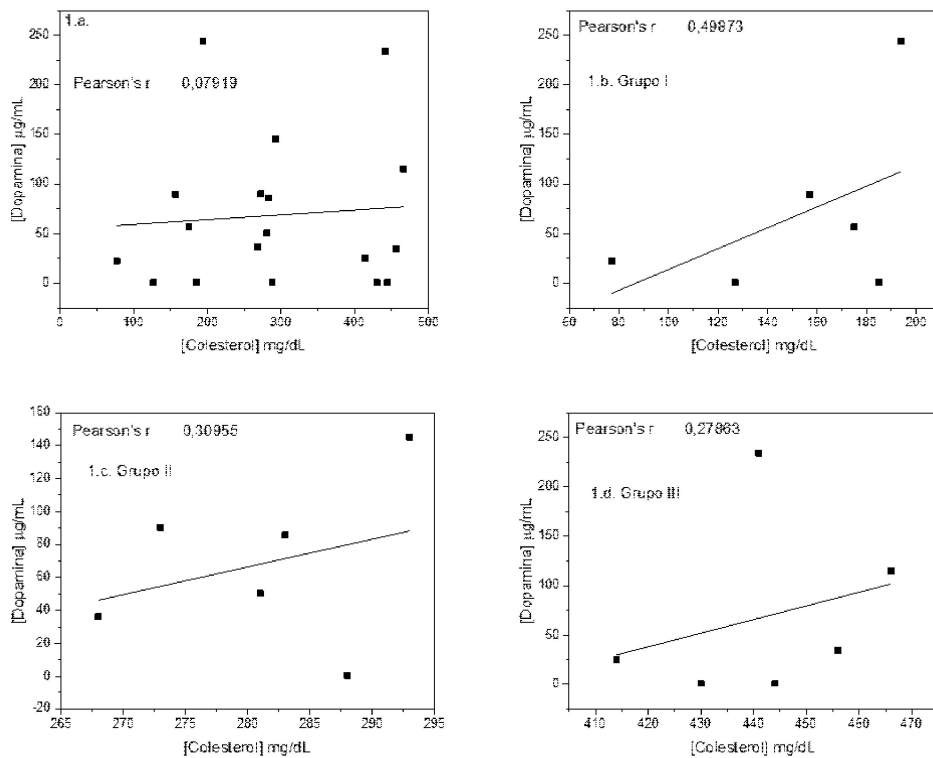 1.a.
Pearson's r 0,07919
250
200
150
100
50
0
[Dopamina] µg/mL
0 100 200 300 400 500
[Colesterol] mg/dL
Pearson's r 0,49873
1.b. Grupo I
250
200
150
100
50
0
[Dopamina] µg/mL
60 80 100 120 140 160 180 200
[Colesterol] mg/dL
Pearson's r 0,30955
1.c. Grupo II
160
140
120
100
80
60
40
20
0
-20
[Dopamina] µg/mL
265 270 275 280 285 290 295
[Colesterol] mg/dL
Pearson's r 0,27863
1.d. Grupo III
250
200
150
100
50
0
[Dopamina] µg/mL
410 420 430 440 450 460 470
[Colesterol] mg/dL